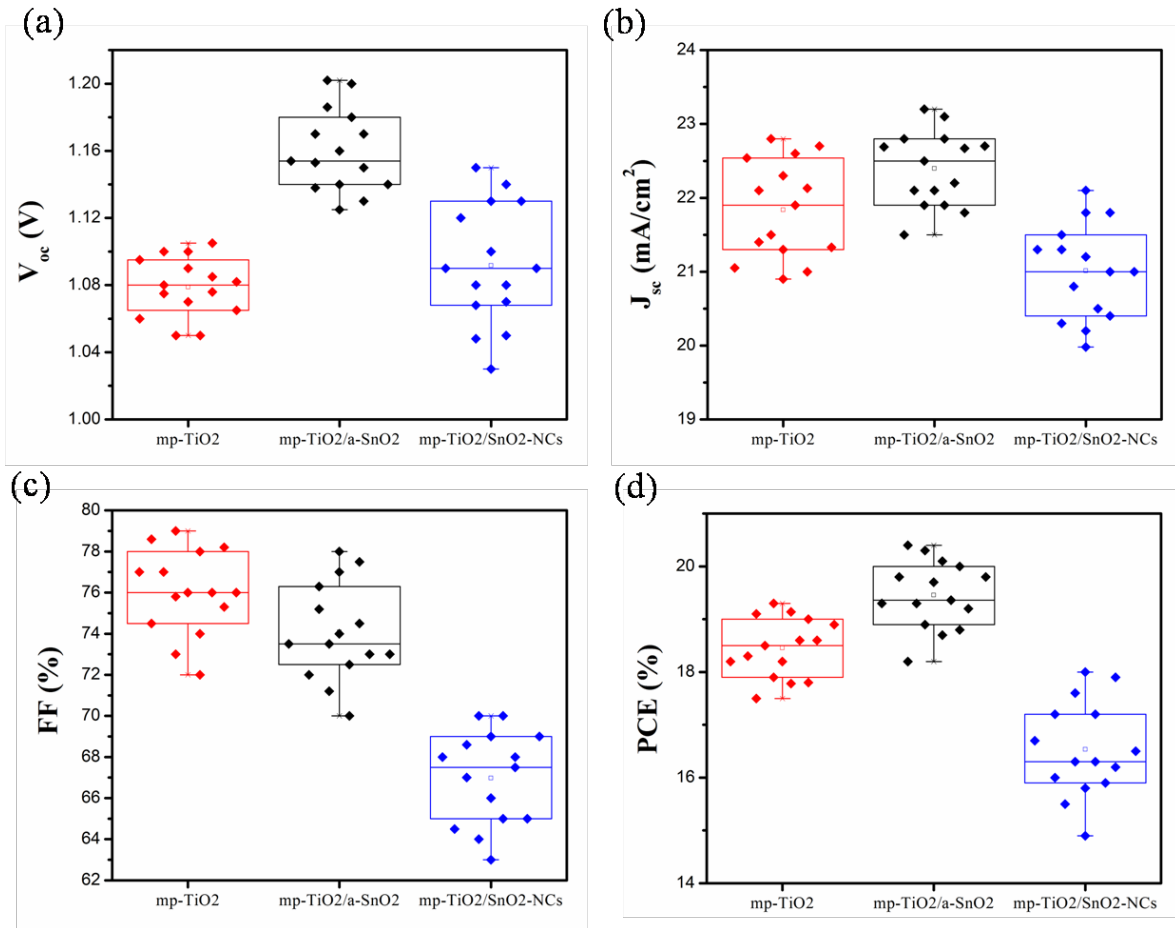 (a)
1.20
1.16
1.12
1.08
1.04
1.00
Voc (V)
mp-TiO2 mp-TiO2/a-SnO2 mp-TiO2/SnO2-NCs
(b)
24
23
22
21
20
19
Jsc (mA/cm2)
mp-TiO2 mp-TiO2/a-SnO2 mp-TiO2/SnO2-NCs
(c)
80
78
76
74
72
70
68
66
64
62
FF (%)
mp-TiO2 mp-TiO2/a-SnO2 mp-TiO2/SnO2-NCs
(d)
20
18
16
14
PCE (%)
mp-TiO2 mp-TiO2/a-SnO2 mp-TiO2/SnO2-NCs